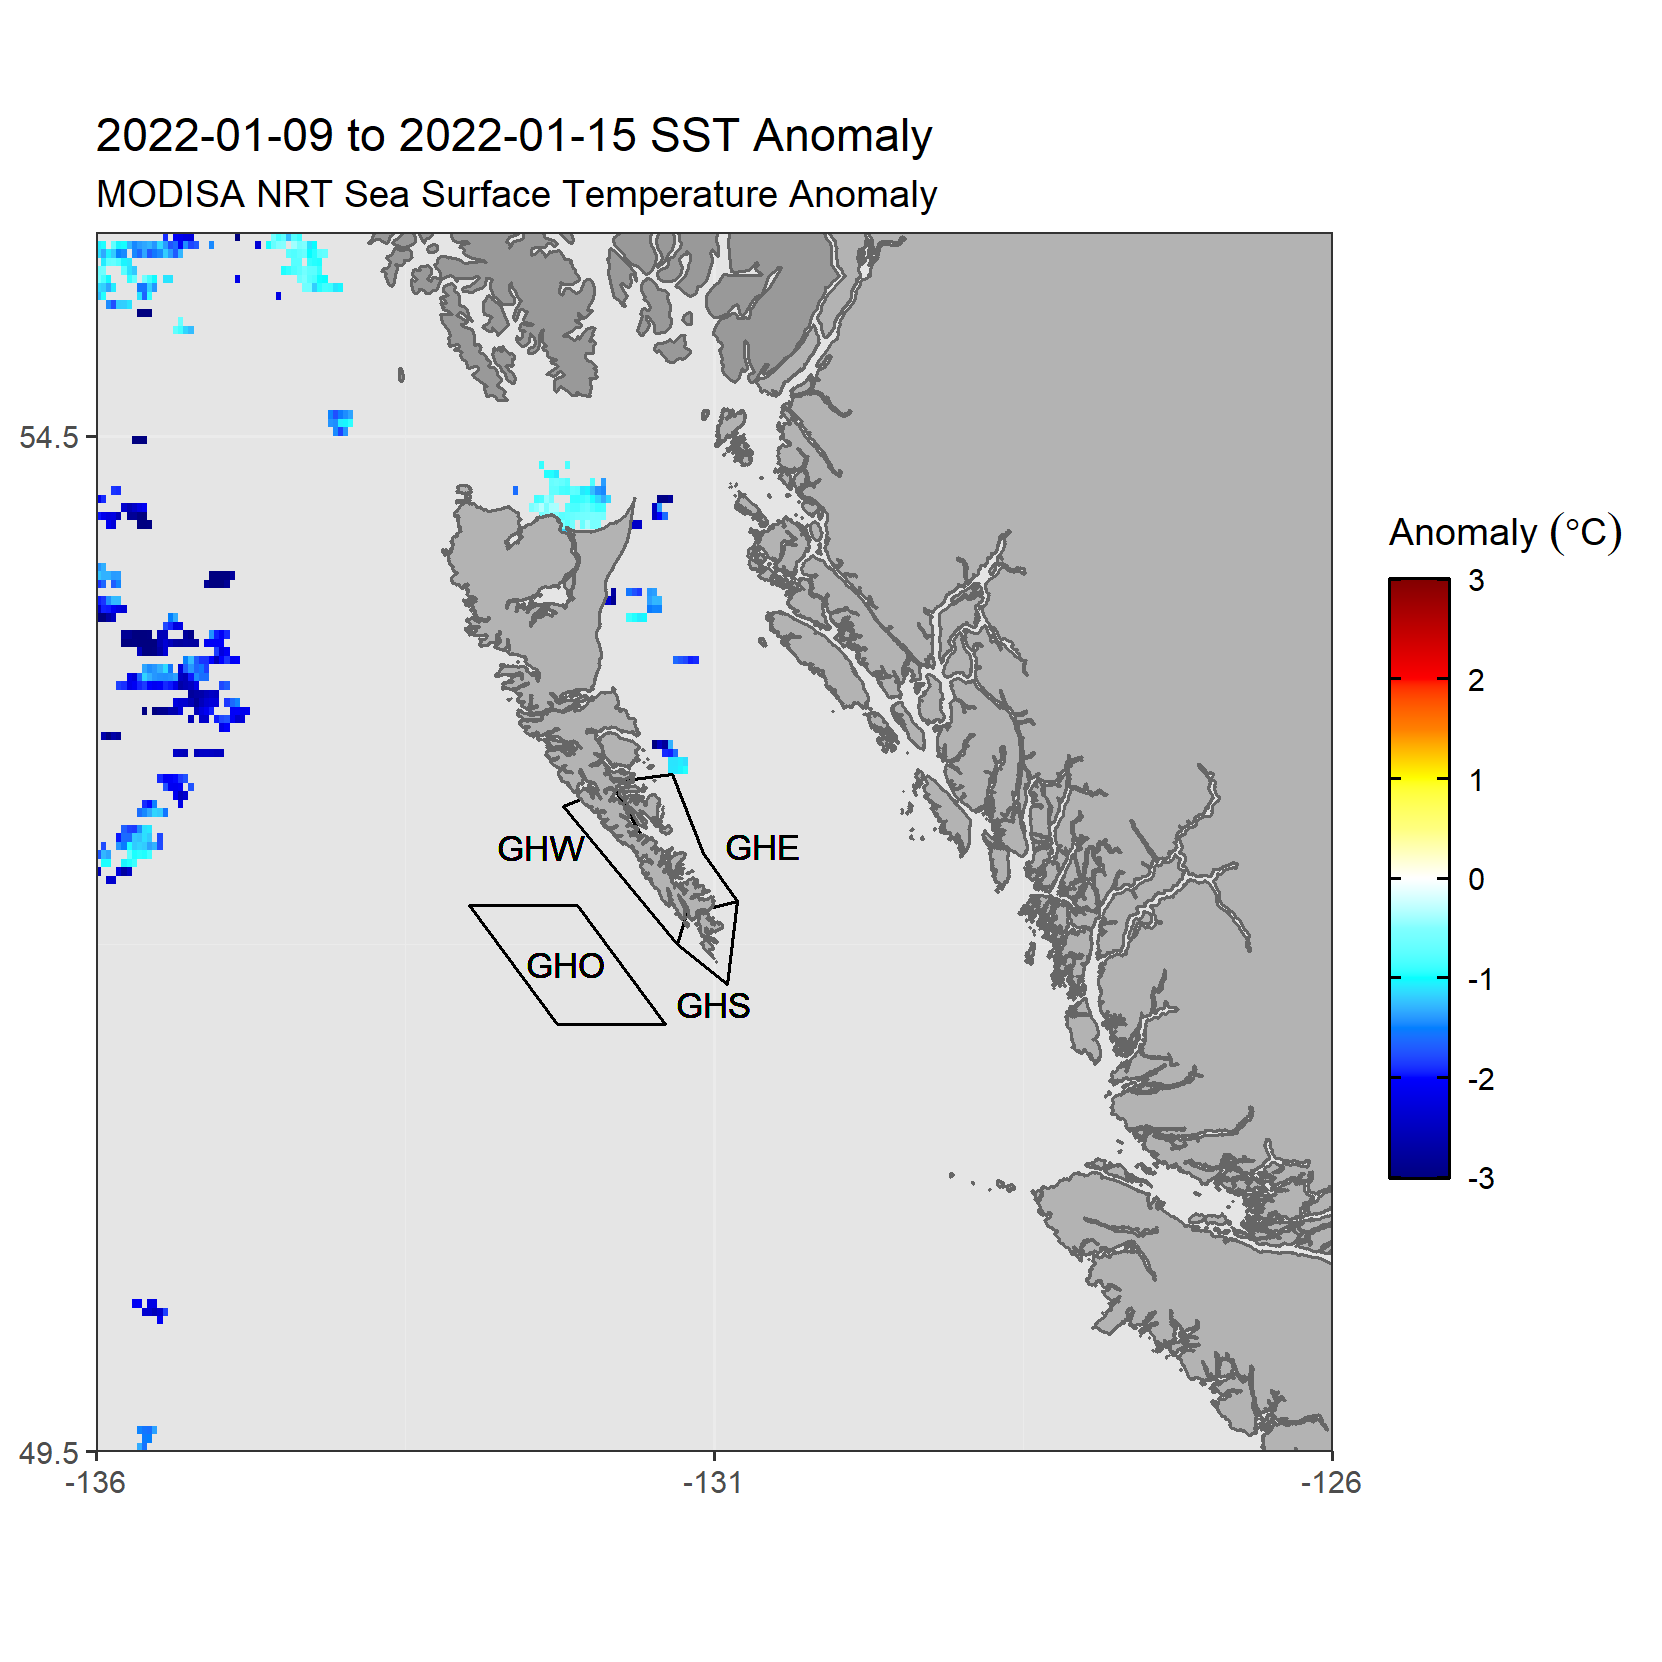 2022-01-09 to 2022-01-15 SST Anomaly
MODISA NRT Sea Surface Temperature Anomaly
54.5
49.5
-136
-131
-126
GHW
GHE
GHO
GHS
Anomaly (°C)
3
2
1
0
-1
-2
-3